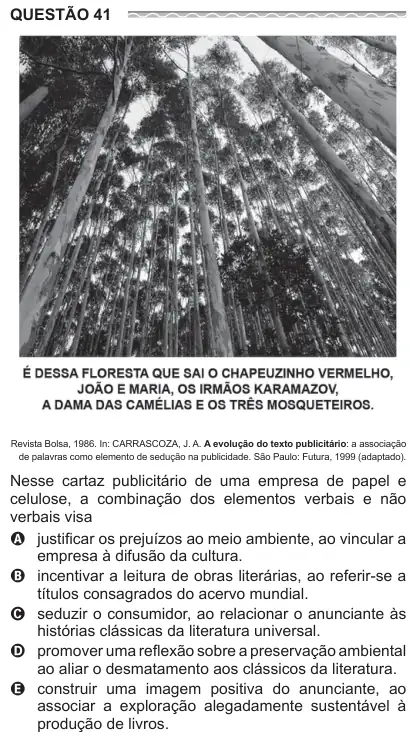 QUESTÃO 41
É DESSA FLORESTA QUE SAI O CHAPEUZINHO VERMELHO,
JOÃO E MARIA, OS IRMÃOS KARAMAZOV,
A DAMA DAS CAMÉLIAS E OS TRÊS MOSQUETEIROS.
Revista Bolsa, 1986. In: CARRASCOZA, J. A. A evolução do texto publicitário: a associação
de palavras como elemento de sedução na publicidade. São Paulo: Futura, 1999 (adaptado).
Nesse cartaz publicitário de uma empresa de papel e
celulose, a combinação dos elementos verbais e não
verbais visa
A justificar os prejuízos ao meio ambiente, ao vincular a
empresa à difusão da cultura.
B incentivar a leitura de obras literárias, ao referir-se a
títulos consagrados do acervo mundial.
C seduzir o consumidor, ao relacionar o anunciante às
histórias clássicas da literatura universal.
D promover uma reflexão sobre a preservação ambiental
ao aliar o desmatamento aos clássicos da literatura.
E construir uma imagem positiva do anunciante, ao
associar a exploração alegadamente sustentável à
produção de livros.